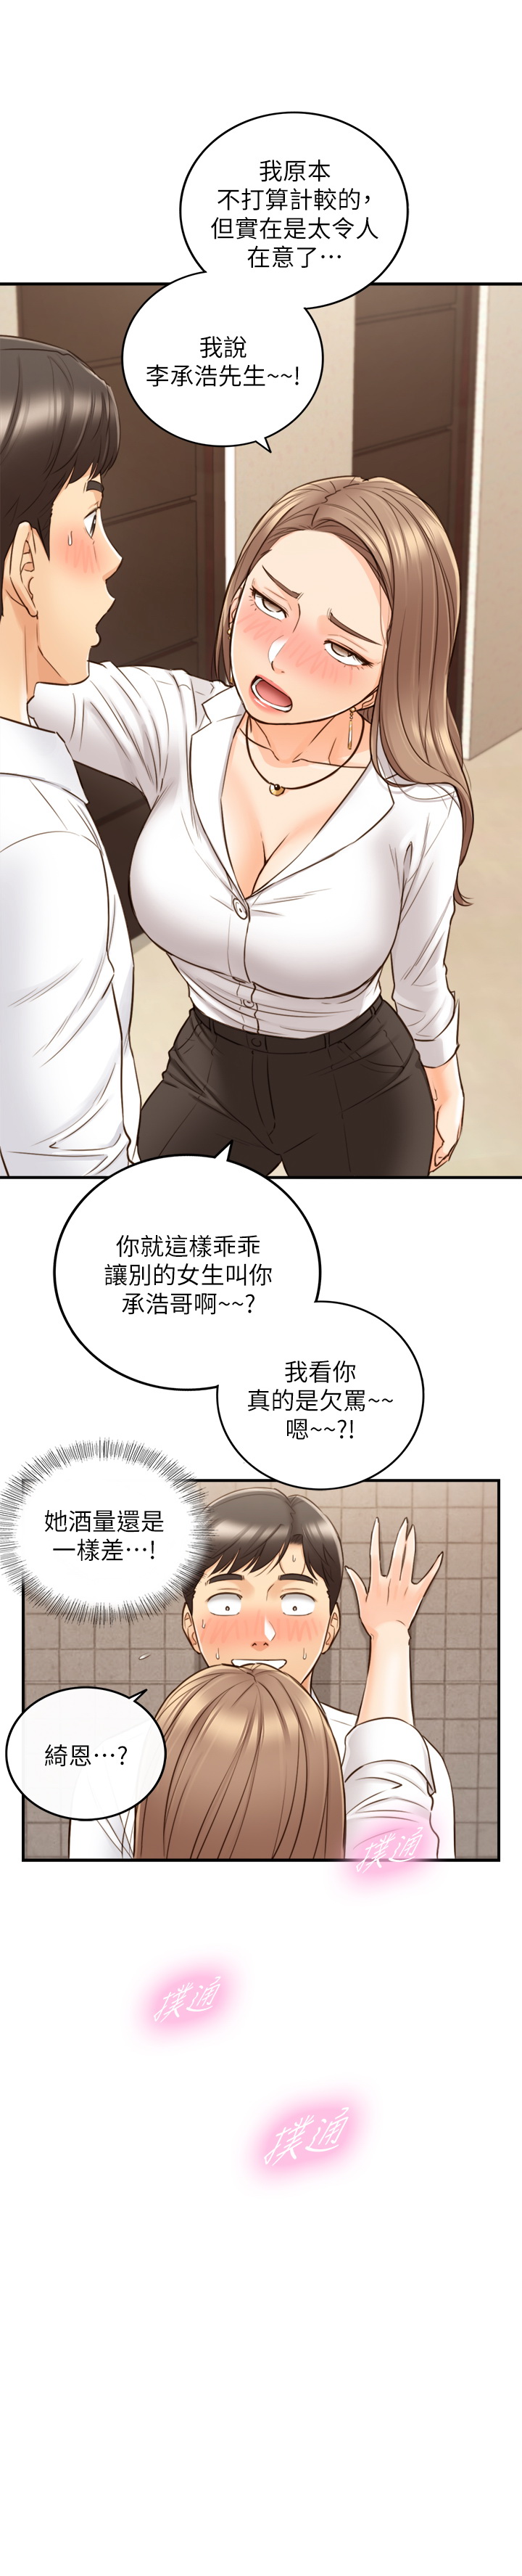 我原本
不打算計較的，
但實在是太令人
在意了⋯
我說
李承浩先生~~!
你就這樣乖乖
讓別的女生叫你
承浩哥啊~~?
我看你
真的是欠罵~~
嗯~~?!
她酒量還是
一樣差⋯!
綺恩⋯?
撲通
撲通
撲通